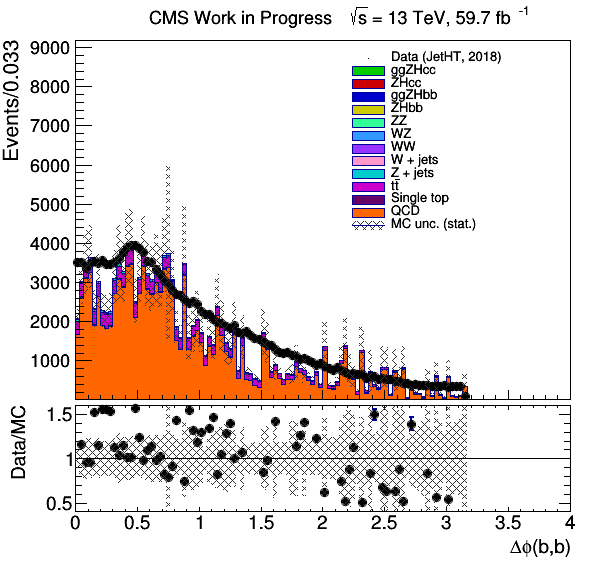 CMS Work in Progress √s = 13 TeV, 59.7 fb -1
Events/0.033
9000
8000
7000
6000
5000
4000
3000
2000
1000
Data (JetHT, 2018)
ggZHcc
ZHcc
ggZHbb
ZHbb
ZZ
WZ
WW
W + jets
Z + jets
tt̄
Single top
QCD
MC unc. (stat.)
Data/MC
1.5
1
0.5
0 0.5 1 1.5 2 2.5 3 3.5 4
Δϕ(b,b)